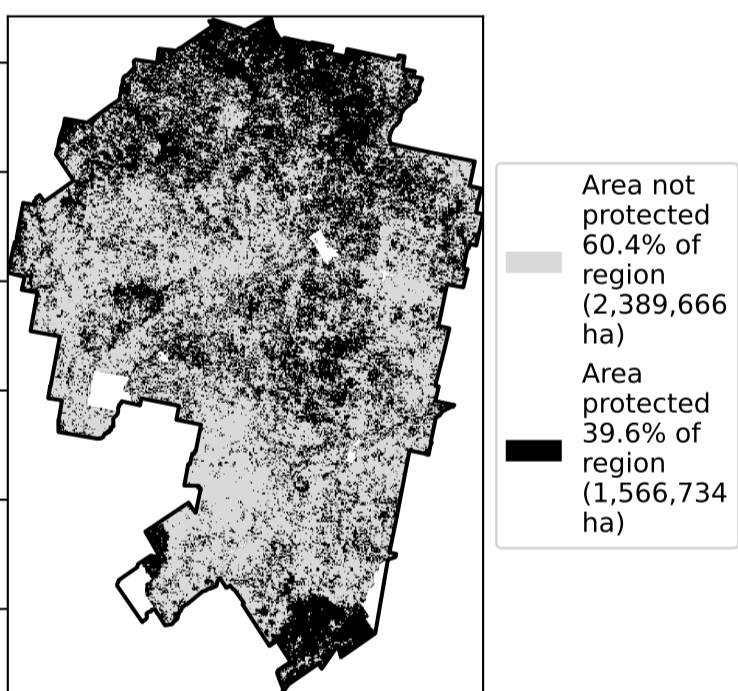 Area not
protected
60.4% of
region
(2,389,666
ha)
Area
protected
39.6% of
region
(1,566,734
ha)